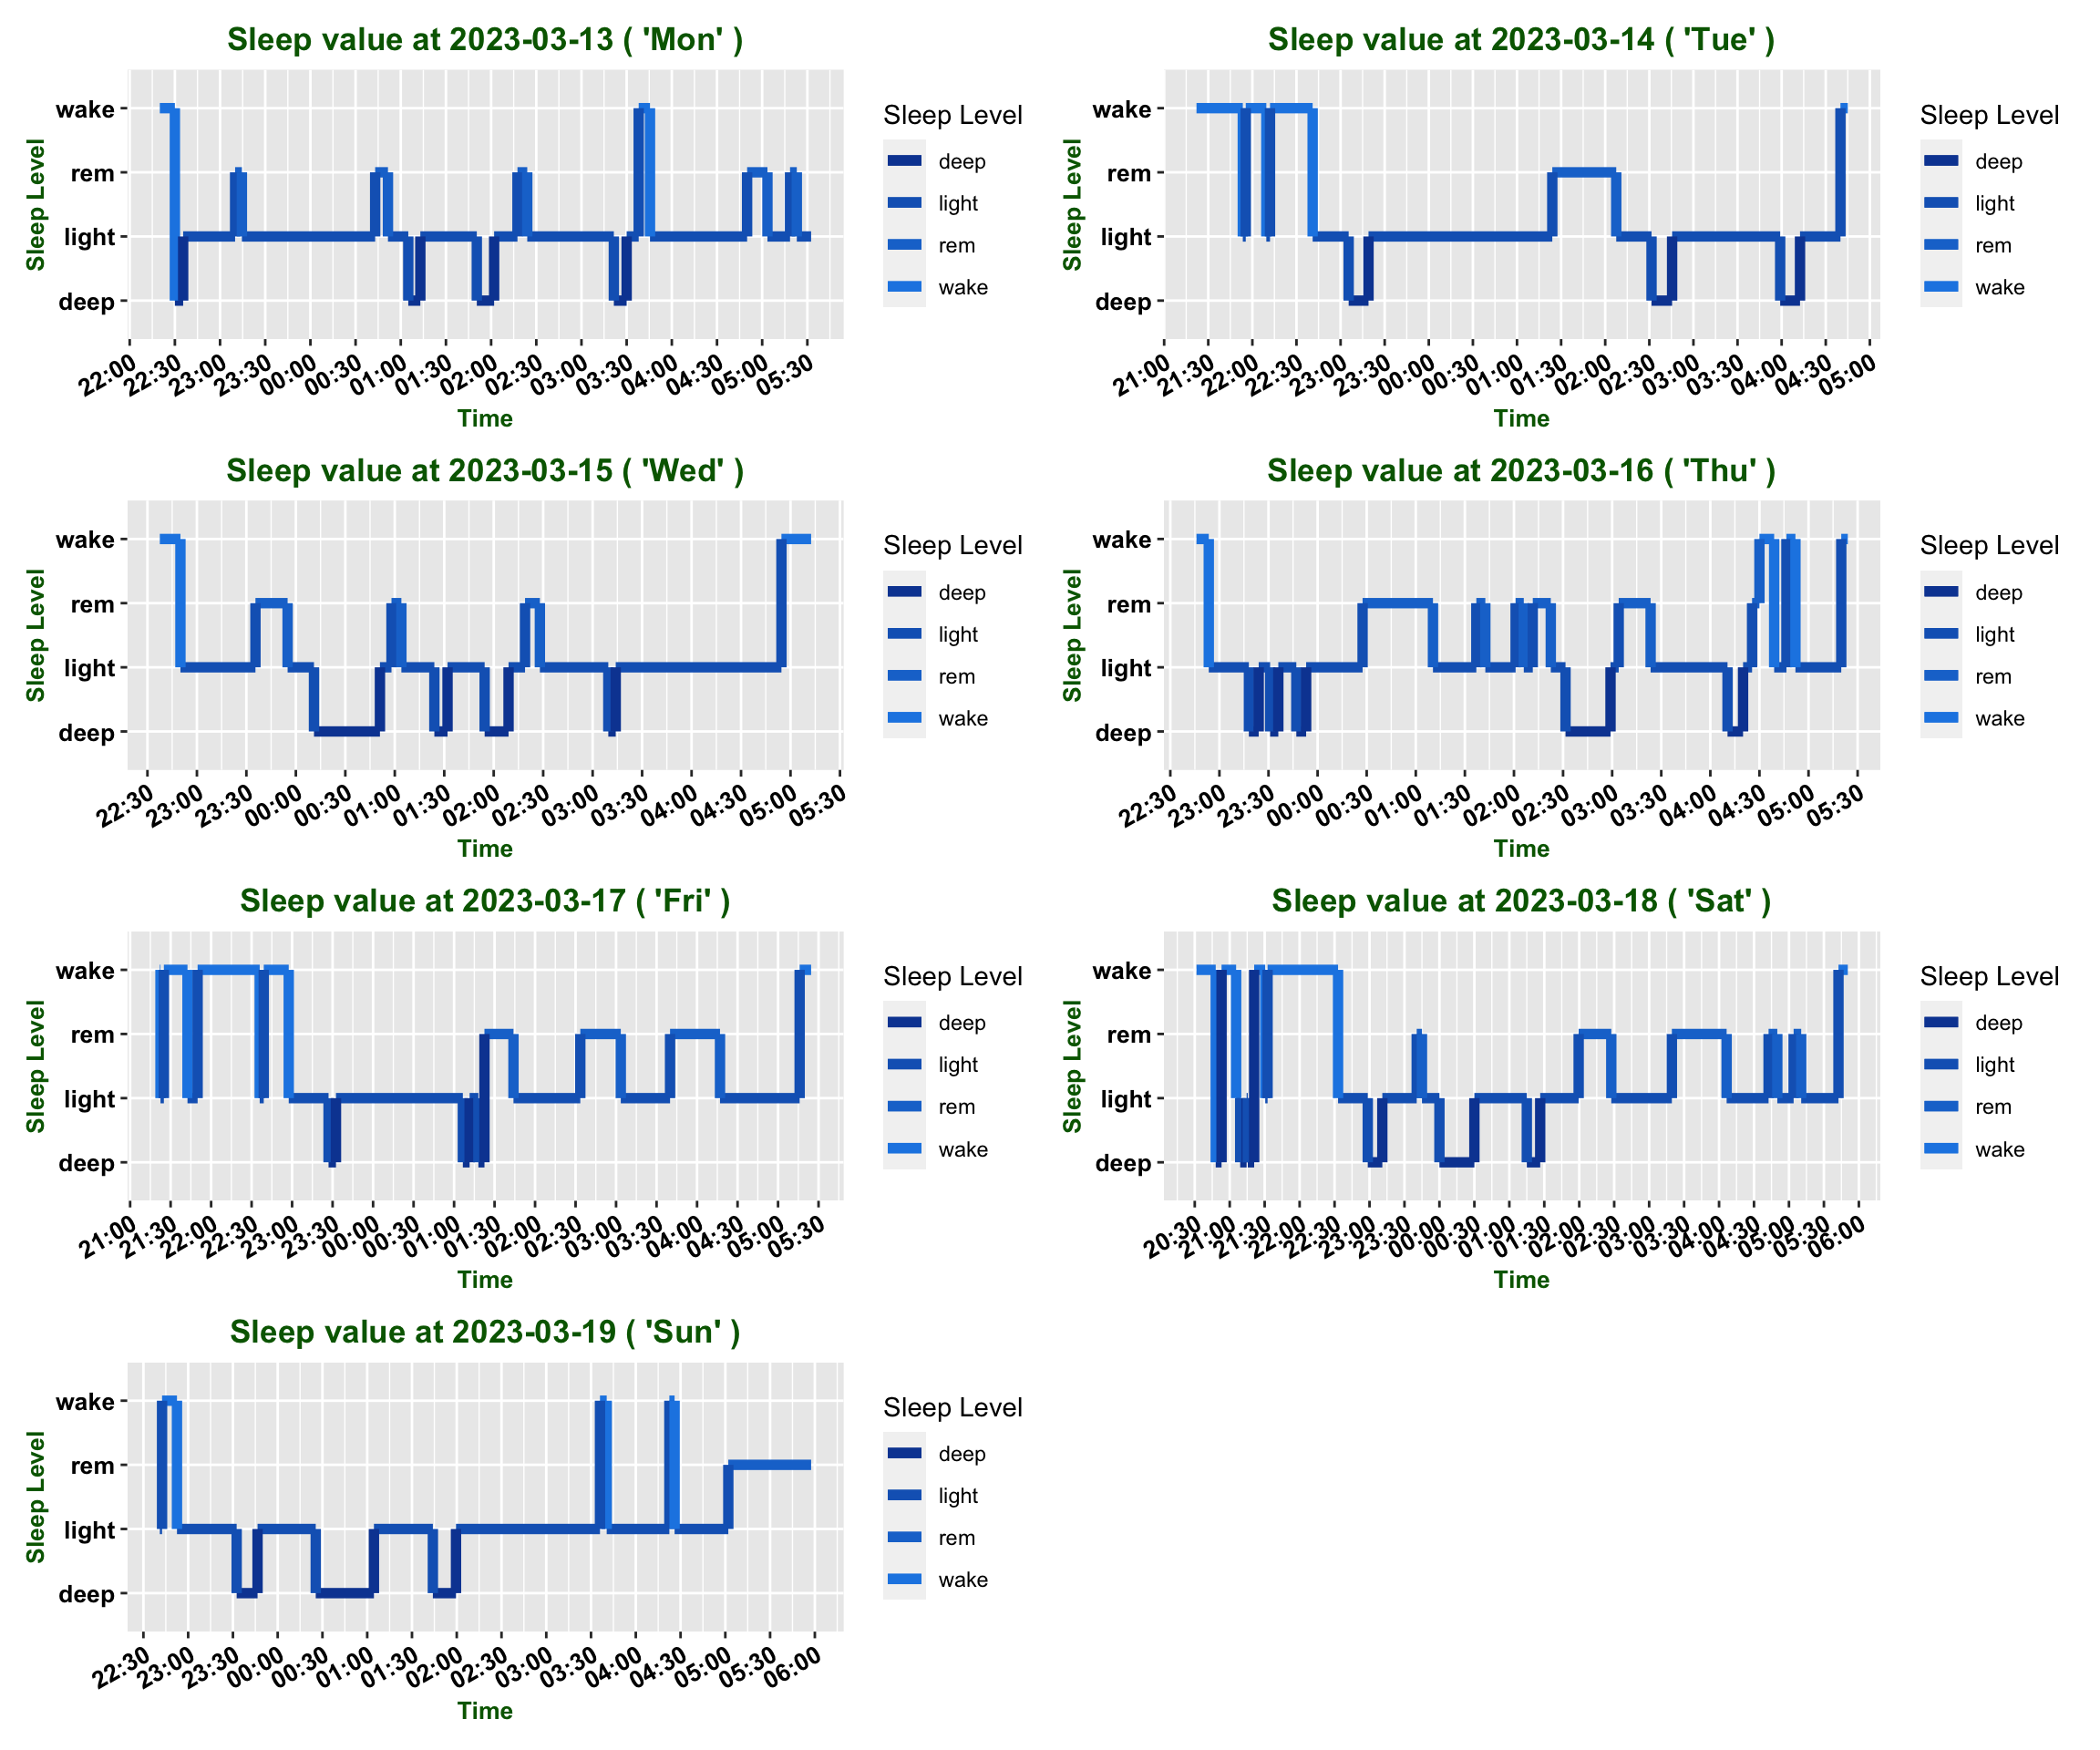 Sleep value at 2023-03-13 ( 'Mon' )
Sleep Level
wake
rem
light
deep
22:00 22:30 23:00 23:30 00:00 00:30 01:00 01:30 02:00 02:30 03:00 03:30 04:00 04:30 05:00 05:30
Time
Sleep Level
deep
light
rem
wake
Sleep value at 2023-03-14 ( 'Tue' )
Sleep Level
wake
rem
light
deep
21:00 21:30 22:00 22:30 23:00 23:30 00:00 00:30 01:00 01:30 02:00 02:30 03:00 03:30 04:00 04:30 05:00
Time
Sleep Level
deep
light
rem
wake
Sleep value at 2023-03-15 ( 'Wed' )
Sleep Level
wake
rem
light
deep
22:30 23:00 23:30 00:00 00:30 01:00 01:30 02:00 02:30 03:00 03:30 04:00 04:30 05:00 05:30
Time
Sleep Level
deep
light
rem
wake
Sleep value at 2023-03-16 ( 'Thu' )
Sleep Level
wake
rem
light
deep
22:30 23:00 23:30 00:00 00:30 01:00 01:30 02:00 02:30 03:00 03:30 04:00 04:30 05:00 05:30
Time
Sleep Level
deep
light
rem
wake
Sleep value at 2023-03-17 ( 'Fri' )
Sleep Level
wake
rem
light
deep
21:00 21:30 22:00 22:30 23:00 23:30 00:00 00:30 01:00 01:30 02:00 02:30 03:00 03:30 04:00 04:30 05:00 05:30
Time
Sleep Level
deep
light
rem
wake
Sleep value at 2023-03-18 ( 'Sat' )
Sleep Level
wake
rem
light
deep
20:30 21:00 21:30 22:00 22:30 23:00 23:30 00:00 00:30 01:00 01:30 02:00 02:30 03:00 03:30 04:00 04:30 05:00 05:30 06:00
Time
Sleep Level
deep
light
rem
wake
Sleep value at 2023-03-19 ( 'Sun' )
Sleep Level
wake
rem
light
deep
22:30 23:00 23:30 00:00 00:30 01:00 01:30 02:00 02:30 03:00 03:30 04:00 04:30 05:00 05:30 06:00
Time
Sleep Level
deep
light
rem
wake